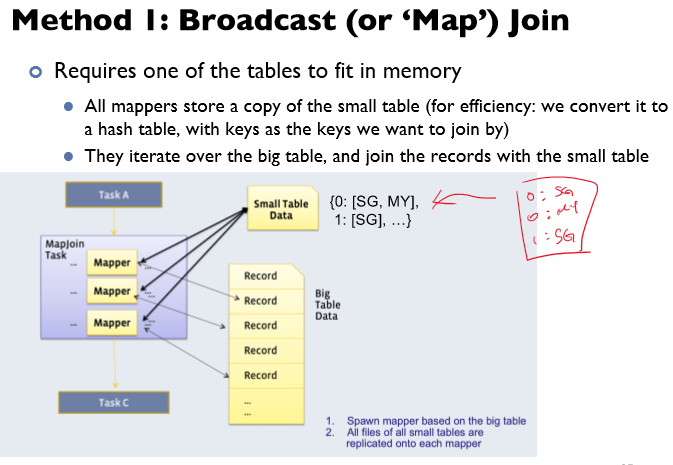 Method 1: Broadcast (or ‘Map’) Join
Requires one of the tables to fit in memory
All mappers store a copy of the small table (for efficiency: we convert it to
a hash table, with keys as the keys we want to join by)
They iterate over the big table, and join the records with the small table
Task A
Small Table
Data
{0: [SG, MY],
1: [SG], ...}
0: SG
0: MY
1: SG
MapJoin
Task
... Mapper ...
... Mapper ...
... Mapper ...
Record
Record
Record
Record
Record
...
...
Big
Table
Data
Task C
1. Spawn mapper based on the big table
2. All files of all small tables are
replicated onto each mapper